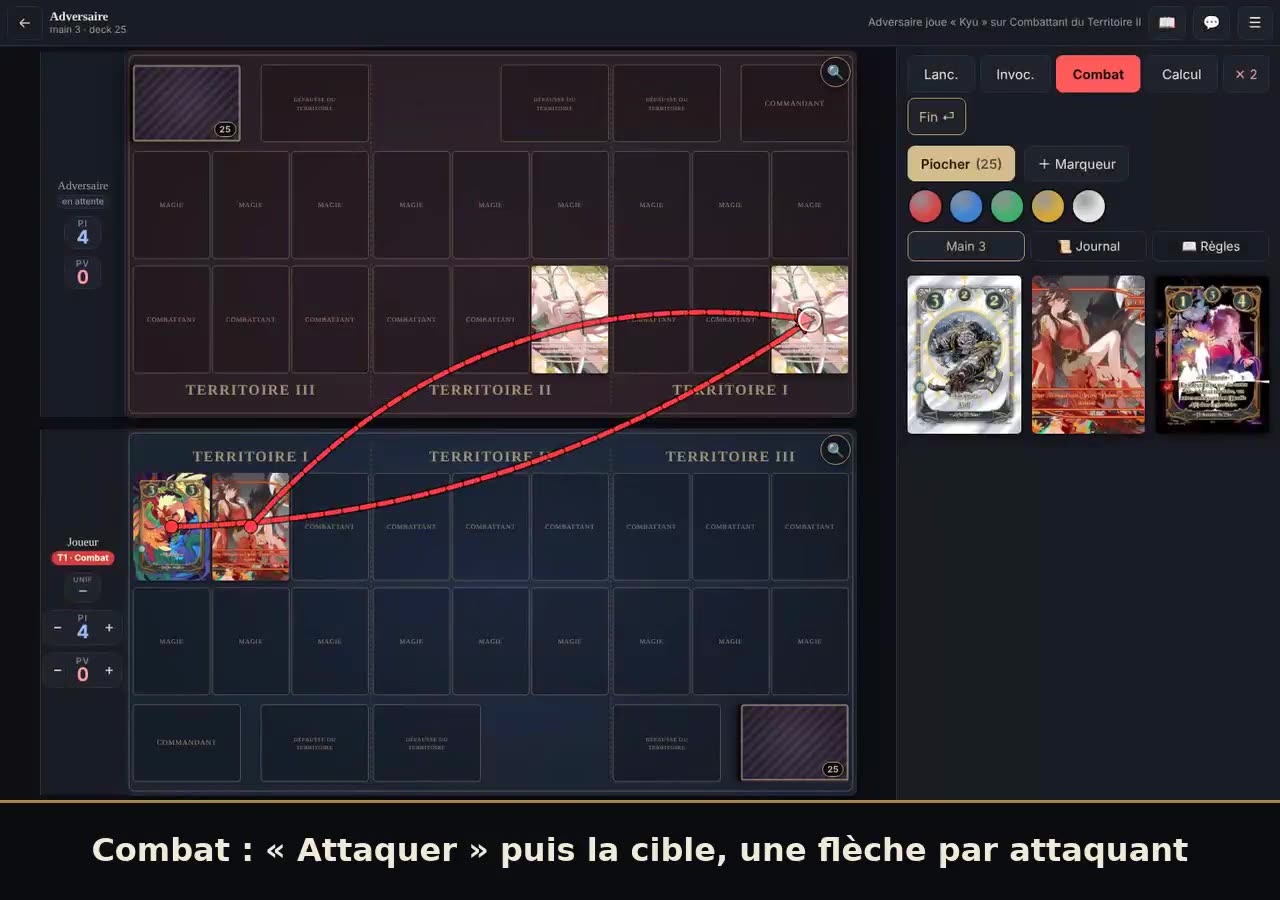 ←
Adversaire
main 3 · deck 25
Adversaire joue « Kyu » sur Combattant du Territoire II
Lanc.
Invoc.
Combat
Calcul
× 2
Fin ⏎
Piocher (25)
+ Marqueur
Main 3
Journal
Règles
3 2 2
1 3 4
25
DÉFAUSSE DU TERRITOIRE
DÉFAUSSE DU TERRITOIRE
DÉFAUSSE DU TERRITOIRE
COMMANDANT
Adversaire
en attente
PI
4
PV
0
MAGIE MAGIE MAGIE MAGIE MAGIE MAGIE MAGIE MAGIE MAGIE
COMBATTANT COMBATTANT COMBATTANT COMBATTANT COMBATTANT COMBATTANT COMBATTANT
TERRITOIRE III
TERRITOIRE II
TERRITOIRE I
TERRITOIRE I
TERRITOIRE II
TERRITOIRE III
COMBATTANT COMBATTANT COMBATTANT COMBATTANT COMBATTANT COMBATTANT COMBATTANT
Joueur
T1 · Combat
UNIF
–
− PI 4 +
− PV 0 +
MAGIE MAGIE MAGIE MAGIE MAGIE MAGIE MAGIE MAGIE MAGIE
COMMANDANT
DÉFAUSSE DU TERRITOIRE
DÉFAUSSE DU TERRITOIRE
DÉFAUSSE DU TERRITOIRE
25
Combat : « Attaquer » puis la cible, une flèche par attaquant